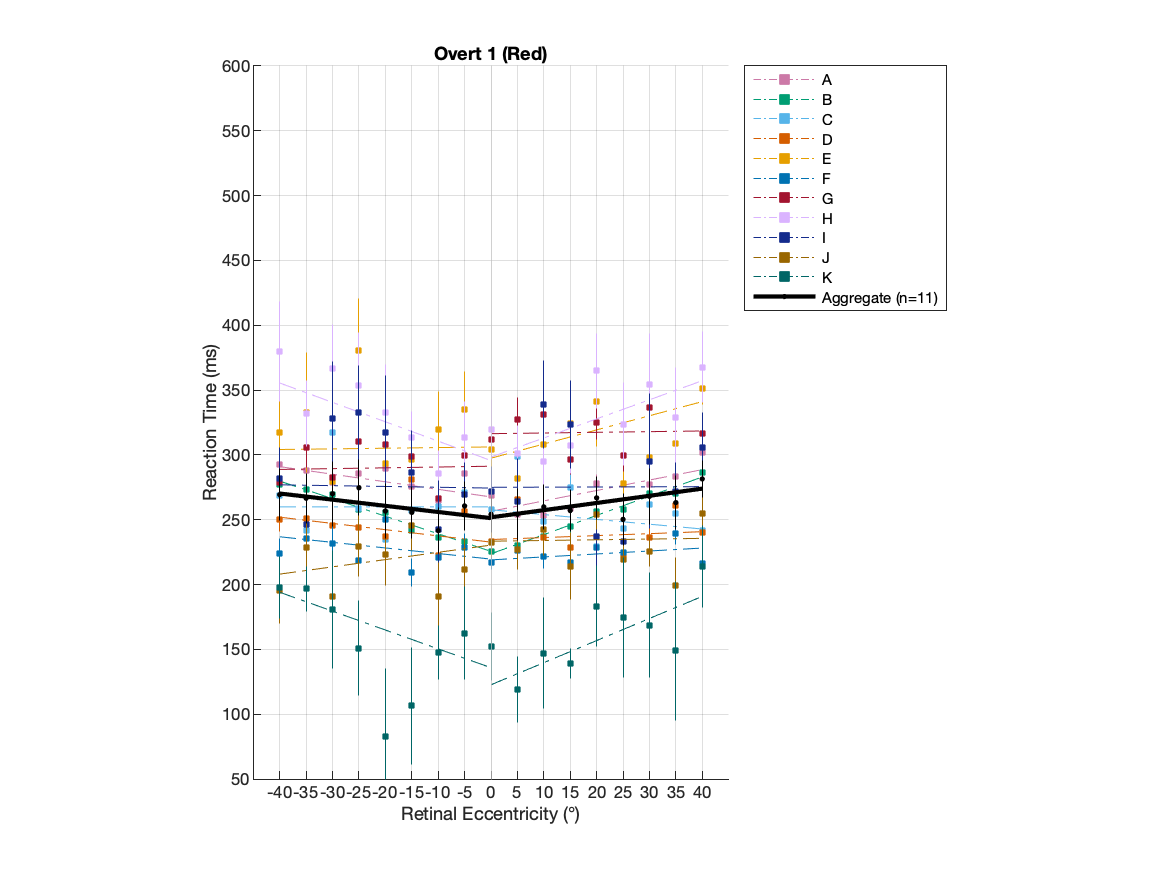 Overt 1 (Red)
600
550
500
450
400
350
300
250
200
150
100
50
Reaction Time (ms)
-40 -35 -30 -25 -20 -15 -10 -5 0 5 10 15 20 25 30 35 40
Retinal Eccentricity (°)
A
B
C
D
E
F
G
H
I
J
K
Aggregate (n=11)